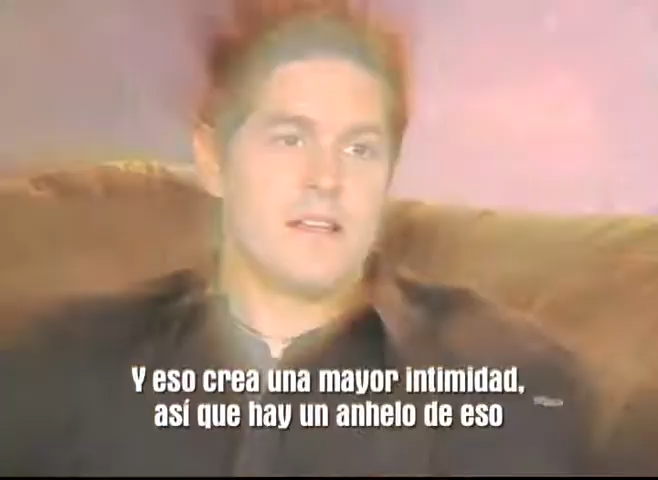 Y eso crea una mayor intimidad,
así que hay un anhelo de eso